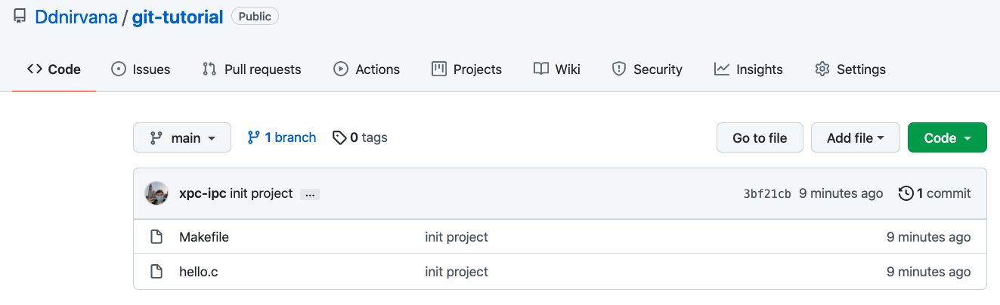 Ddnirvana / git-tutorial Public
Code Issues Pull requests Actions Projects Wiki Security Insights Settings
main 1 branch 0 tags Go to file Add file Code
xpc-ipc init project ... 3bf21cb 9 minutes ago 1 commit
Makefile init project 9 minutes ago
hello.c init project 9 minutes ago